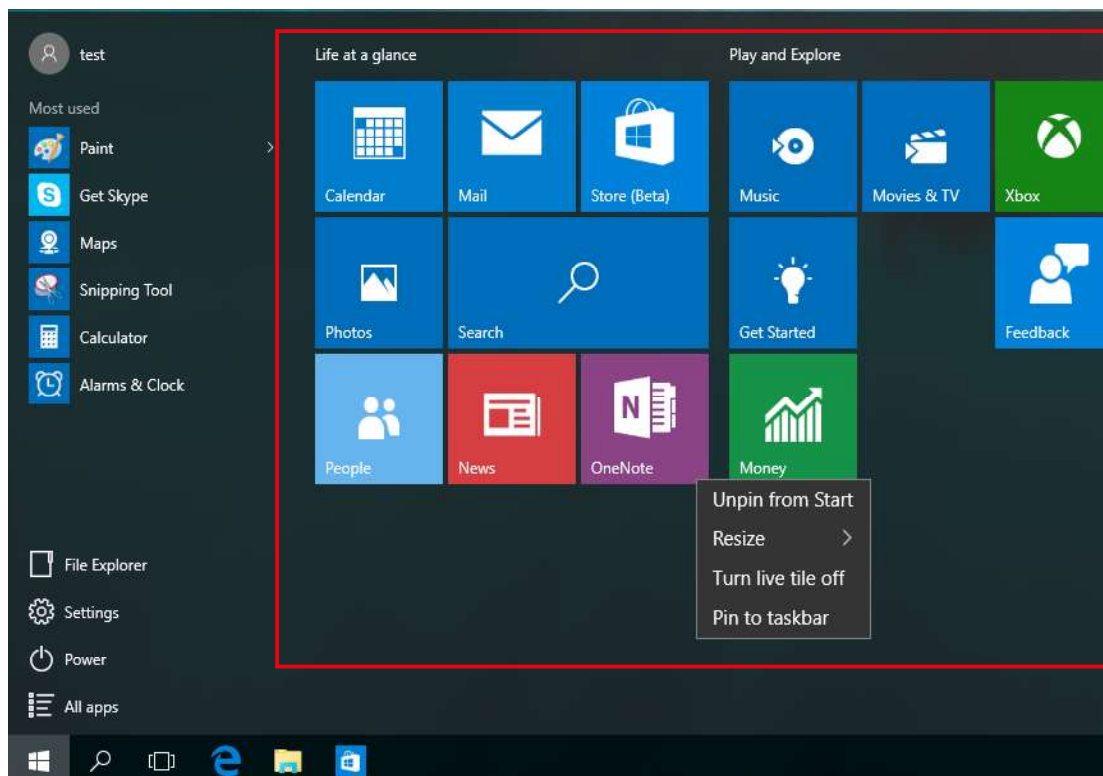 test
Most used
Paint
Get Skype
Maps
Snipping Tool
Calculator
Alarms & Clock
File Explorer
Settings
Power
All apps
Life at a glance
Calendar
Mail
Store (Beta)
Photos
Search
People
News
OneNote
Play and Explore
Music
Movies & TV
Xbox
Get Started
Feedback
Money
Unpin from Start
Resize
Turn live tile off
Pin to taskbar